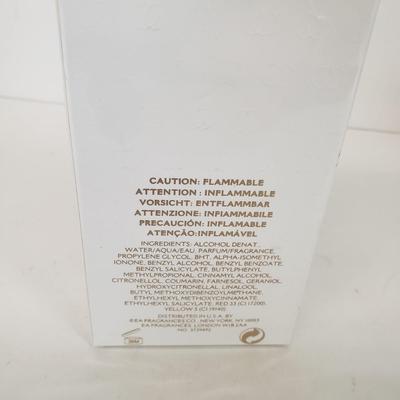 CAUTION: FLAMMABLE
ATTENTION : INFLAMMABLE
VORSICHT: ENTFLAMMBAR
ATTENZIONE: INFIAMMABILE
PRECAUCIÓN: INFLAMABLE
ATENÇÃO:INFLAMÁVEL
INGREDIENTS: ALCOHOL DENAT.,
WATER/AQUA/EAU, PARFUM/FRAGRANCE,
PROPYLENE GLYCOL, BHT, ALPHA-ISOMETHYL
IONONE, BENZYL ALCOHOL, BENZYL BENZOATE,
BENZYL SALICYLATE, BUTYLPHENYL
METHYLPROPIONAL, CINNAMYL ALCOHOL,
CITRONELLOL, COUMARIN, FARNESOL, GERANIOL,
HYDROXYCITRONELLAL, LINALOOL,
BUTYL METHOXYDIBENZOYLMETHANE,
ETHYLHEXYL METHOXYCINNAMATE,
ETHYLHEXYL SALICYLATE, RED 33 (CI 17200),
YELLOW 5 (CI 19140)
DISTRIBUTED IN U.S.A. BY
EA FRAGRANCES CO., NEW YORK, NY 10003
EA FRAGRANCES, LONDON W1B 2AA